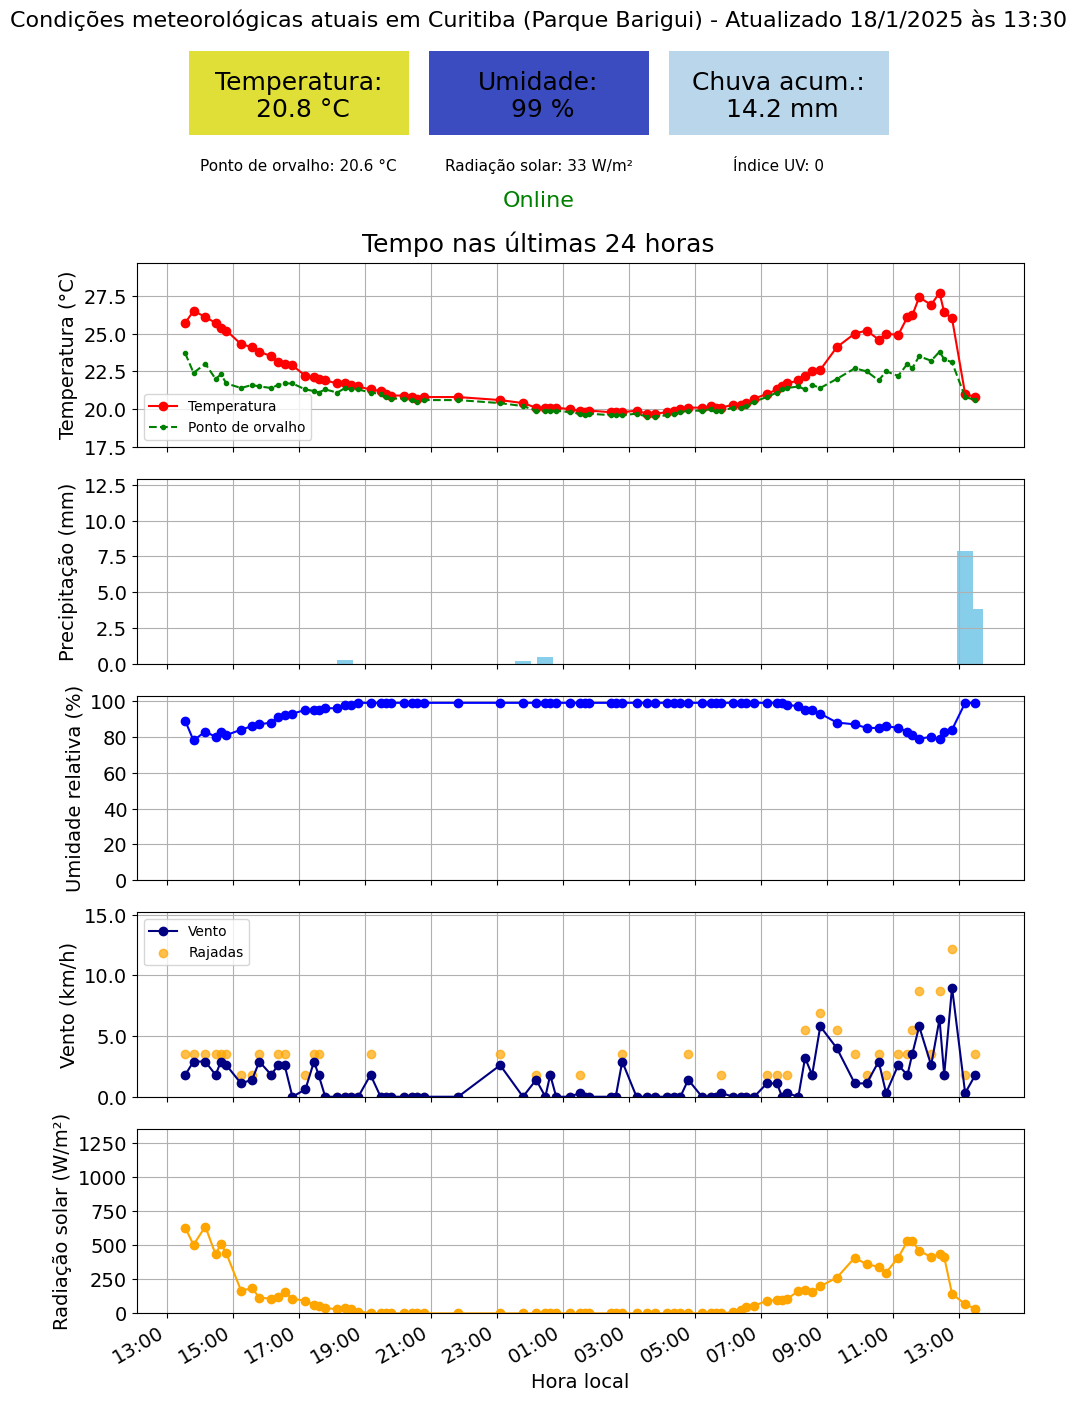 Condições meteorológicas atuais em Curitiba (Parque Barigui) - Atualizado 18/1/2025 às 13:30
Temperatura:
20.8 °C
Umidade:
99 %
Chuva acum.:
14.2 mm
Ponto de orvalho: 20.6 °C
Radiação solar: 33 W/m²
Índice UV: 0
Online
Tempo nas últimas 24 horas
Temperatura (°C)
27.5
25.0
22.5
20.0
17.5
Temperatura
Ponto de orvalho
Precipitação (mm)
12.5
10.0
7.5
5.0
2.5
0.0
Umidade relativa (%)
100
80
60
40
20
0
Vento (km/h)
15.0
10.0
5.0
0.0
Vento
Rajadas
Radiação solar (W/m²)
1250
1000
750
500
250
0
13:00
15:00
17:00
19:00
21:00
23:00
01:00
03:00
05:00
07:00
09:00
11:00
13:00
Hora local